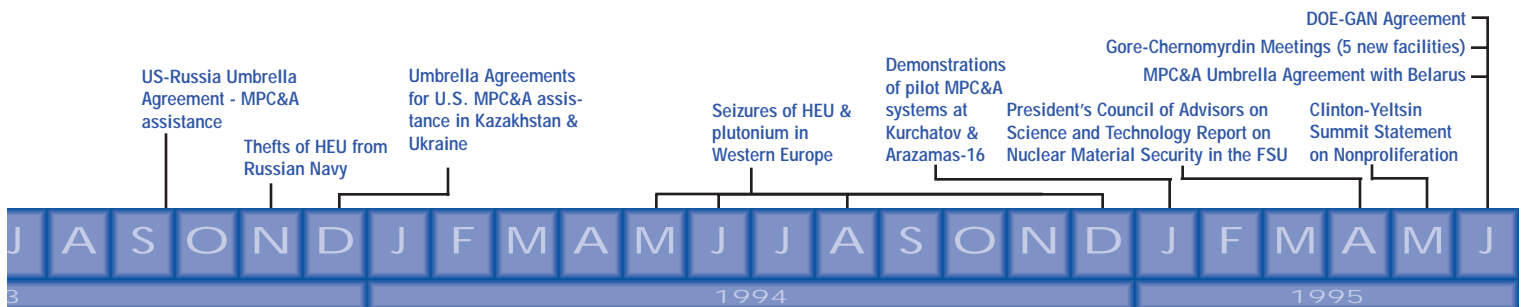 US-Russia Umbrella
Agreement - MPC&A
assistance
Thefts of HEU from
Russian Navy
Umbrella Agreements
for U.S. MPC&A assis-
tance in Kazakhstan &
Ukraine
Seizures of HEU &
plutonium in
Western Europe
Demonstrations
of pilot MPC&A
systems at
Kurchatov &
Arazamas-16
President's Council of Advisors on
Science and Technology Report on
Nuclear Material Security in the FSU
Clinton-Yeltsin
Summit Statement
on Nonproliferation
DOE-GAN Agreement
Gore-Chernomyrdin Meetings (5 new facilities)
MPC&A Umbrella Agreement with Belarus
J A S O N D J F M A M J J A S O N D J F M A M J
3 1994 1995